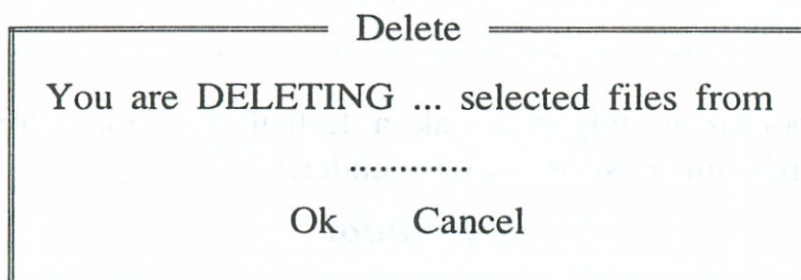 Delete
You are DELETING ... selected files from
.............
Ok Cancel